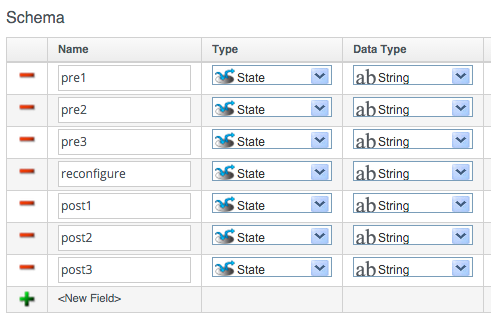 Schema
Name Type Data Type
pre1 State ab String
pre2 State ab String
pre3 State ab String
reconfigure State ab String
post1 State ab String
post2 State ab String
post3 State ab String
<New Field>